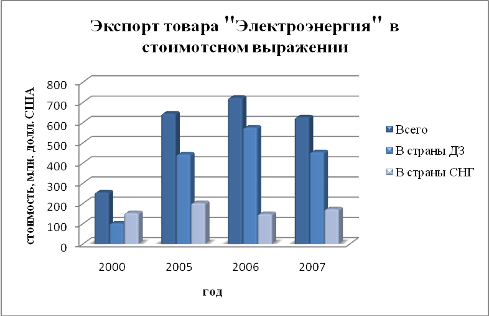 Экспорт товара "Электроэнергия" в
стоимотсном выражении
стоимость, млн. долл. США
800
700
600
500
400
300
200
100
0
2000 2005 2006 2007
год
Всего
В страны ДЗ
В страны СНГ